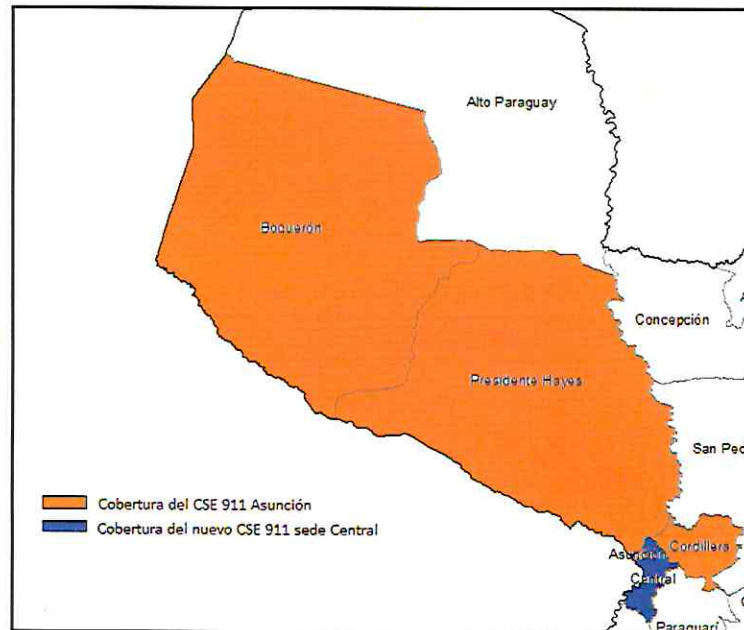 Alto Paraguay
Boquerón
Concepción
Presidente Hayes
San Ped
Cobertura del CSE 911 Asunción
Cobertura del nuevo CSE 911 sede Central
Asunción
Cordillera
Central
Paraguarí